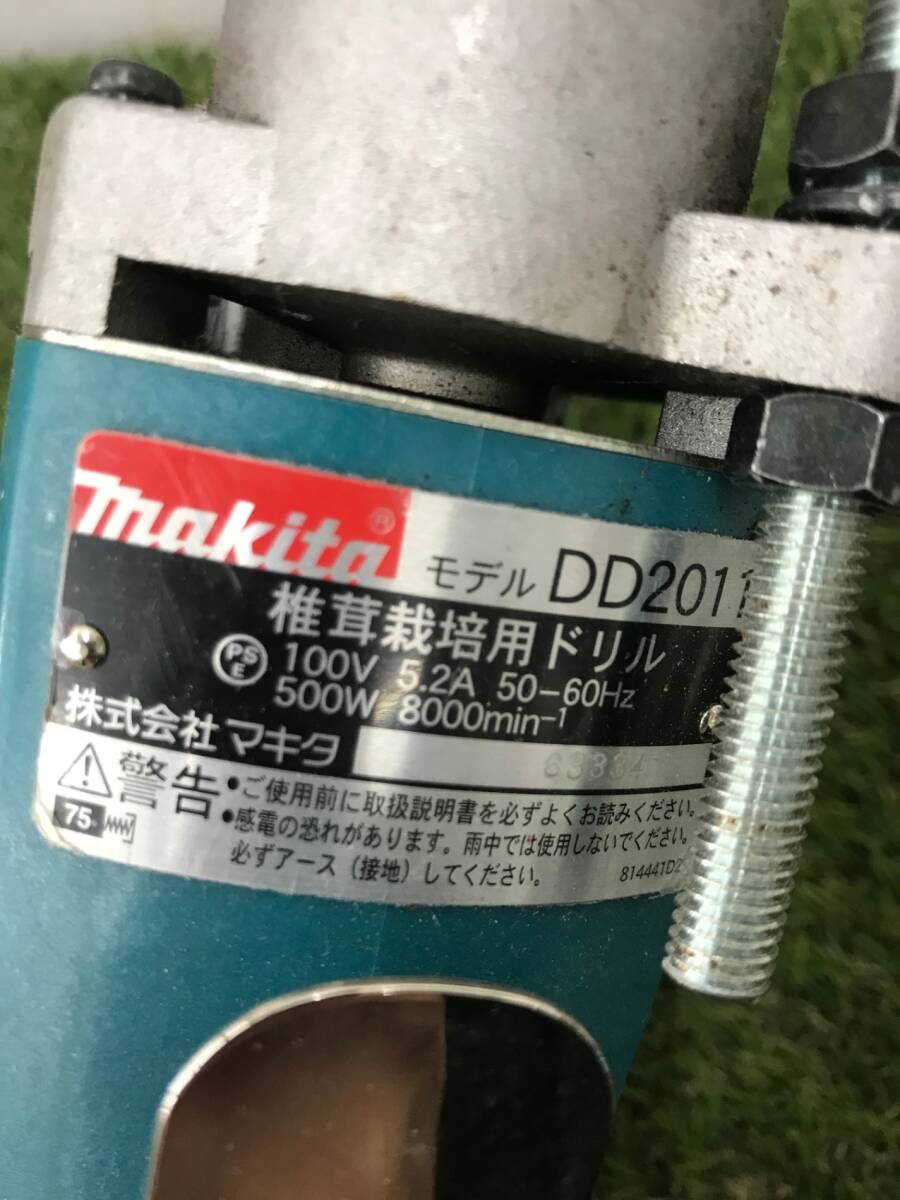 makita®
モデル DD2011
椎茸栽培用ドリル
PS E 100V 5.2A 50-60Hz
500W 8000min-1
株式会社マキタ 63334
警告 •ご使用前に取扱説明書を必ずよくお読みください。
•感電の恐れがあります。雨中では使用しないでください。
必ずアース(接地)してください。
75
814441D2